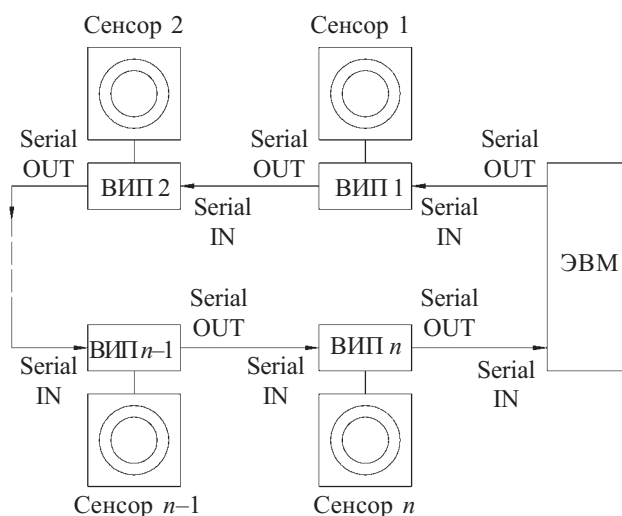 Сенсор 2
Сенсор 1
Serial
OUT
Serial
OUT
Serial
OUT
ВИП 2
ВИП 1
Serial
IN
Serial
IN
ЭВМ
Serial
OUT
Serial
OUT
ВИП n–1
ВИП n
Serial
IN
Serial
IN
Serial
IN
Сенсор n–1
Сенсор n